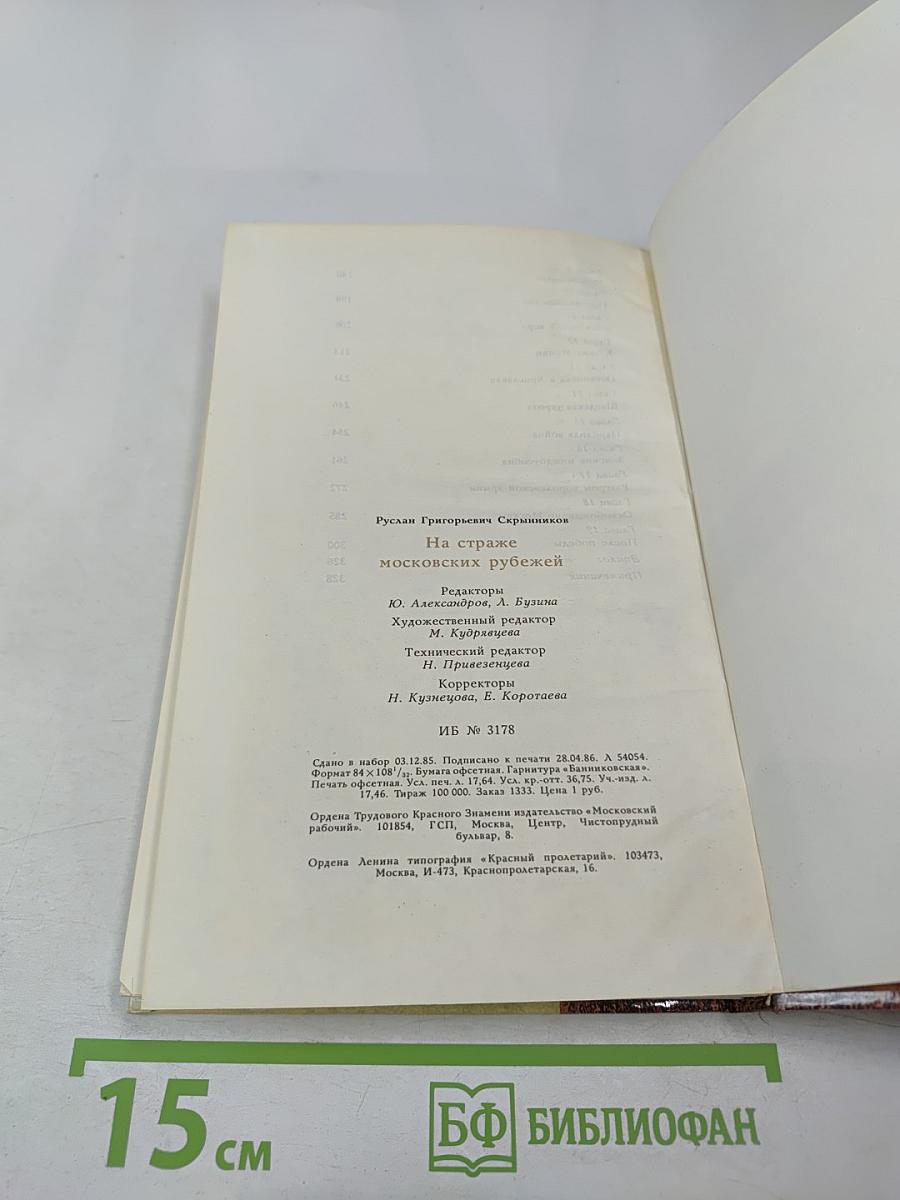 Руслан Григорьевич Скрынников
На страже
московских рубежей
Редакторы
Ю. Александров, Л. Бузина
Художественный редактор
М. Кудрявцева
Технический редактор
Н. Привезенцева
Корректоры
Н. Кузнецова, Е. Коротаева
ИБ № 3178
Сдано в набор 03.12.85. Подписано к печати 28.04.86. Л 54054.
Формат 84×108¹/₃₂. Бумага офсетная. Гарнитура «Банниковская».
Печать офсетная. Усл. печ. л. 17,64. Усл. кр.-отт. 36,75. Уч.-изд. л.
17,46. Тираж 100 000. Заказ 1333. Цена 1 руб.
Ордена Трудового Красного Знамени издательство «Московский
рабочий». 101854, ГСП, Москва, Центр, Чистопрудный
бульвар, 8.
Ордена Ленина типография «Красный пролетарий». 103473,
Москва, И-473, Краснопролетарская, 16.
15 см
БФ БИБЛИОФАН